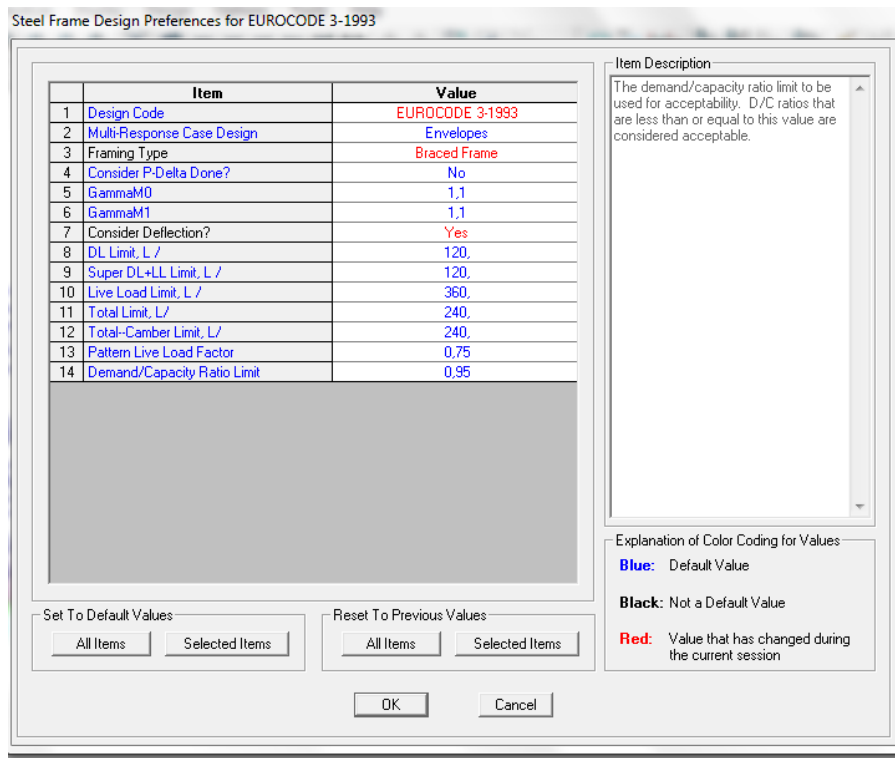 Steel Frame Design Preferences for EUROCODE 3-1993
Item Value
1 Design Code EUROCODE 3-1993
2 Multi-Response Case Design Envelopes
3 Framing Type Braced Frame
4 Consider P-Delta Done? No
5 GammaM0 1,1
6 GammaM1 1,1
7 Consider Deflection? Yes
8 DL Limit, L / 120,
9 Super DL+LL Limit, L / 120,
10 Live Load Limit, L / 360,
11 Total Limit, L/ 240,
12 Total--Camber Limit, L/ 240,
13 Pattern Live Load Factor 0,75
14 Demand/Capacity Ratio Limit 0,95
Set To Default Values
All Items Selected Items
Reset To Previous Values
All Items Selected Items
Item Description
The demand/capacity ratio limit to be
used for acceptability. D/C ratios that
are less than or equal to this value are
considered acceptable.
Explanation of Color Coding for Values
Blue: Default Value
Black: Not a Default Value
Red: Value that has changed during
the current session
OK Cancel